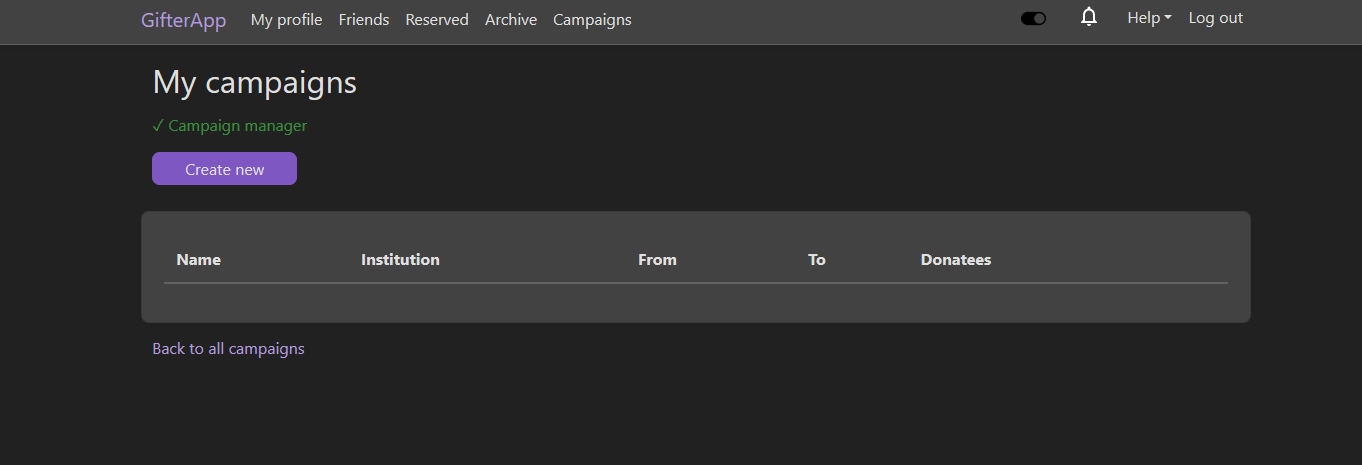 GifterApp My profile Friends Reserved Archive Campaigns Help Log out
My campaigns
✓ Campaign manager
Create new
Name Institution From To Donatees
Back to all campaigns